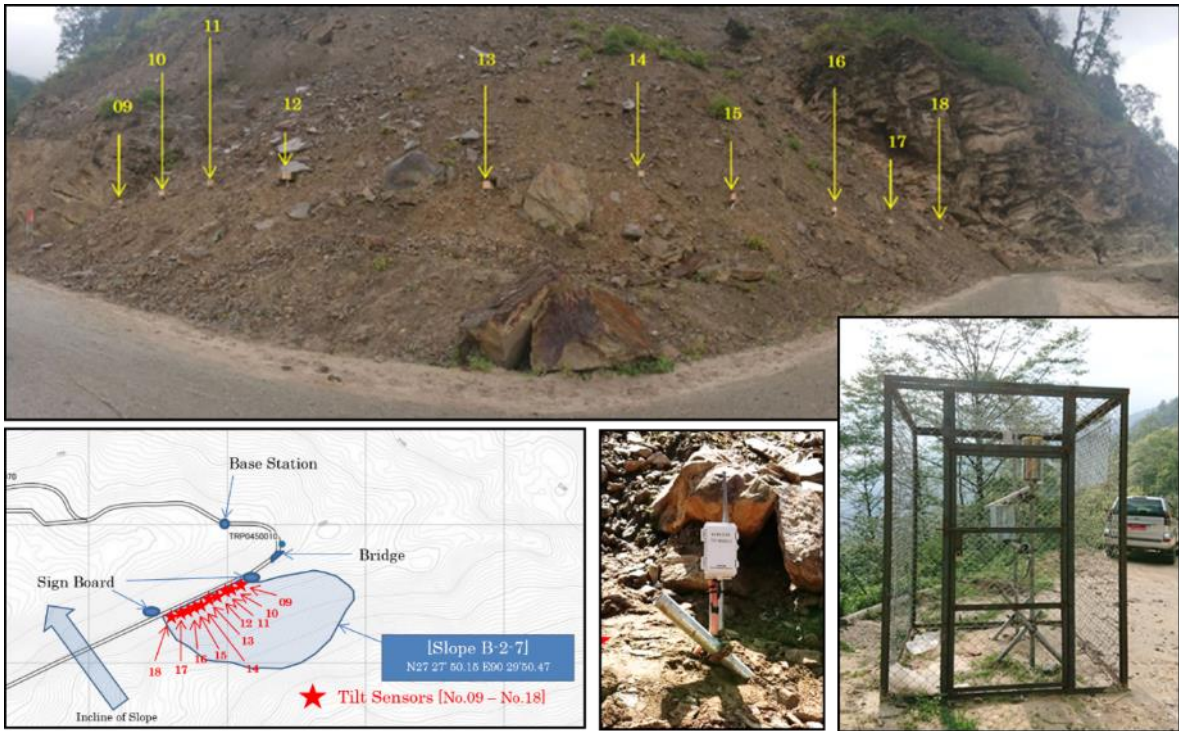 09
10
11
12
13
14
15
16
17
18
Base Station
TRP0450010
Bridge
Sign Board
09
10
11
12
13
14
15
16
17
18
[Slope B-2-7]
N27 27' 50.15 E90 29'50.47
Tilt Sensors [No.09 – No.18]
Incline of Slope